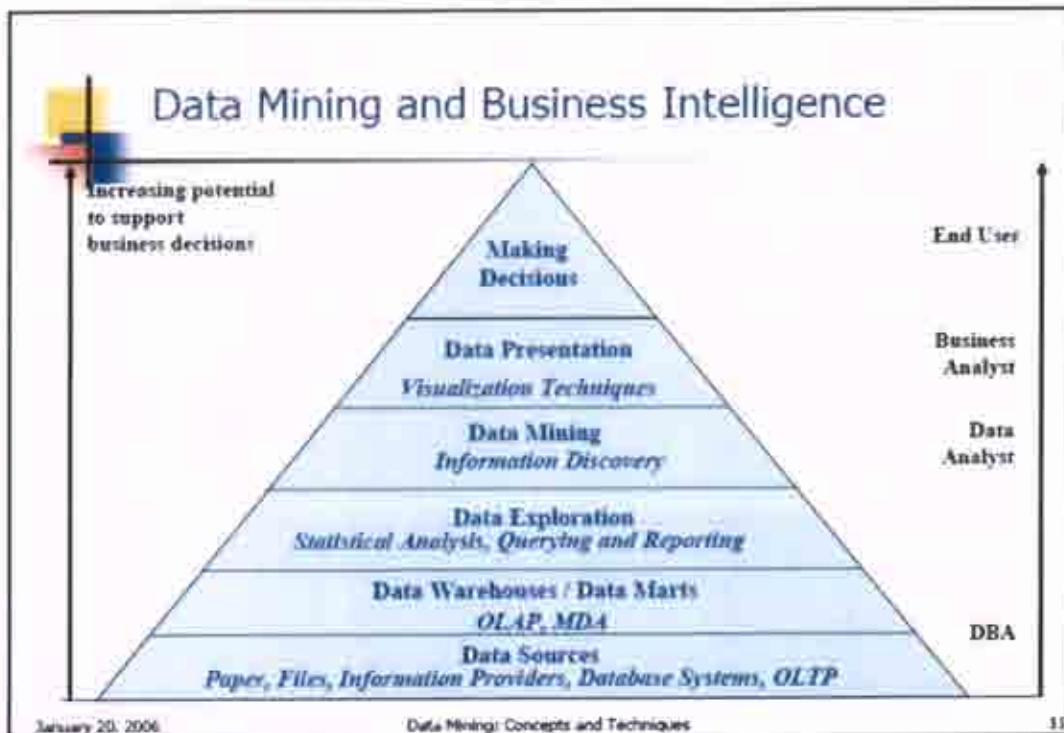 Data Mining and Business Intelligence
Increasing potential
to support
business decisions
End User
Making
Decisions
Business
Analyst
Data Presentation
Visualization Techniques
Data
Analyst
Data Mining
Information Discovery
Data Exploration
Statistical Analysis, Querying and Reporting
Data Warehouses / Data Marts
OLAP, MDA
DBA
Data Sources
Paper, Files, Information Providers, Database Systems, OLTP
January 20, 2006
Data Mining: Concepts and Techniques